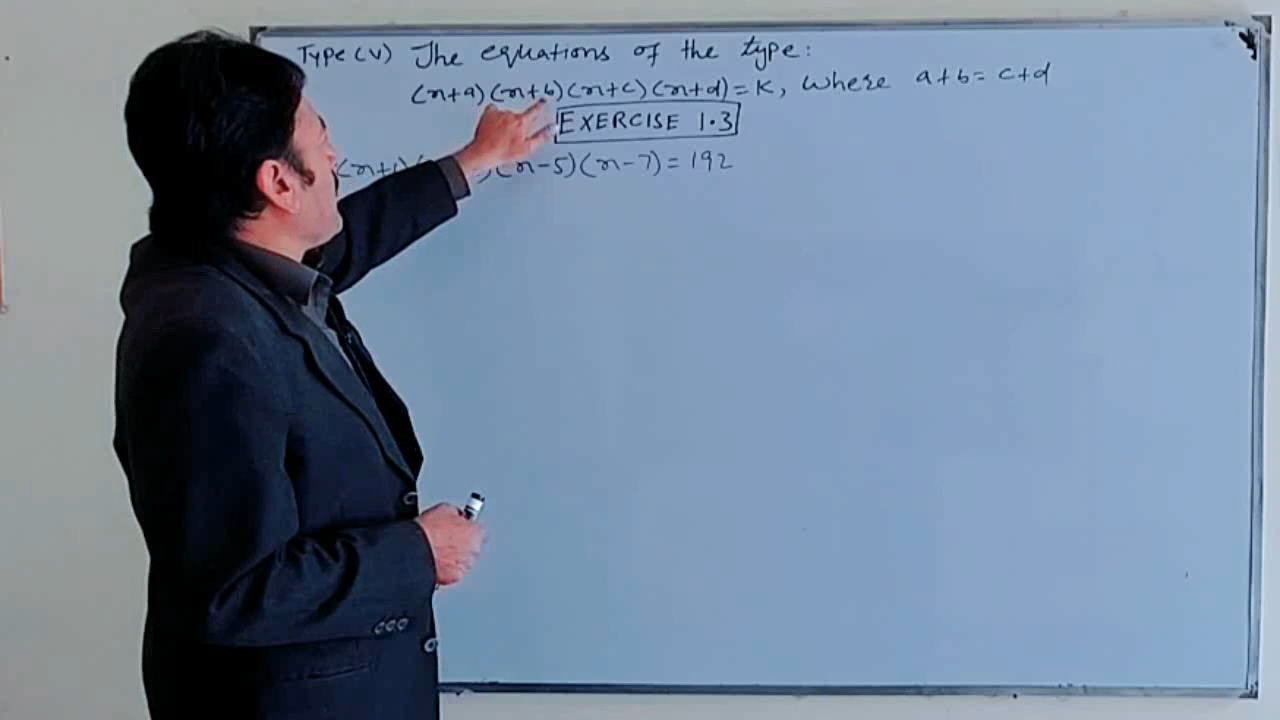 Type (V) The equations of the type:
(x+a)(x+b)(x+c)(x+d) = K, where a+b = c+d
EXERCISE 1.3
(x+1)( (x-5)(x-7) = 192